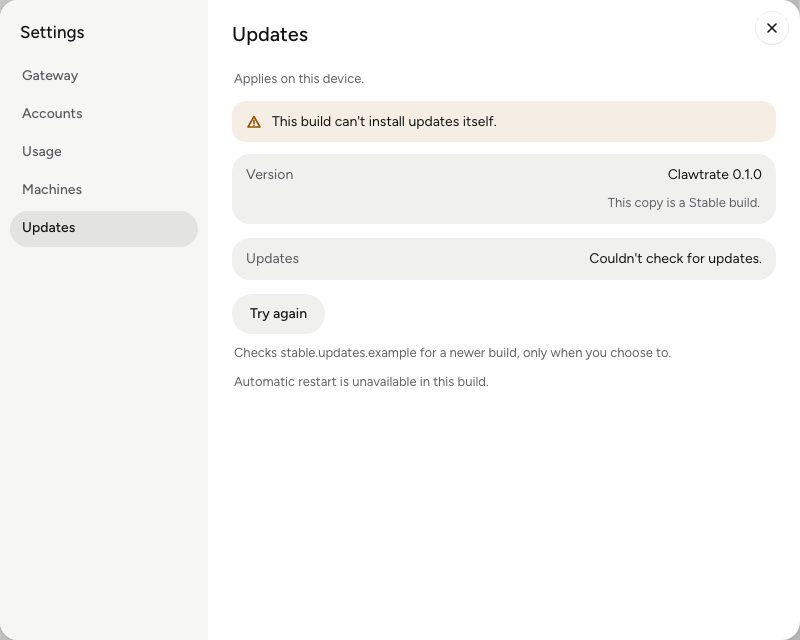 Settings
Gateway
Accounts
Usage
Machines
Updates
Updates
Applies on this device.
This build can't install updates itself.
Version
Clawtrate 0.1.0
This copy is a Stable build.
Updates
Couldn't check for updates.
Try again
Checks stable.updates.example for a newer build, only when you choose to.
Automatic restart is unavailable in this build.